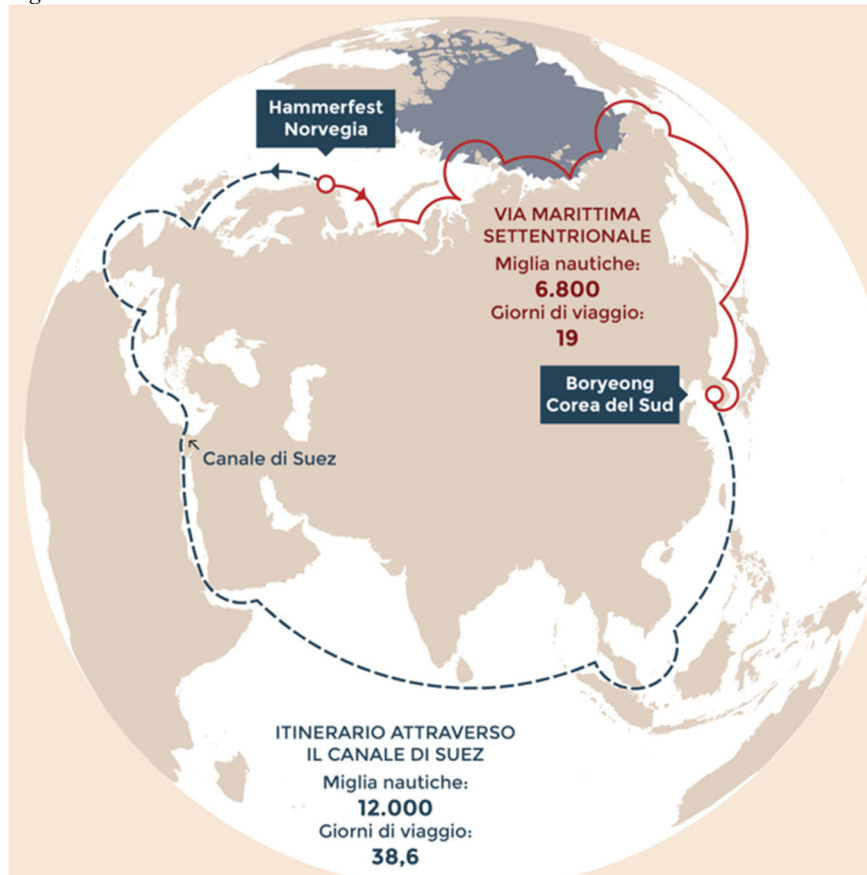 Hammerfest
Norvegia
VIA MARITTIMA
SETTENTRIONALE
Miglia nautiche:
6.800
Giorni di viaggio:
19
Boryeong
Corea del Sud
Canale di Suez
ITINERARIO ATTRAVERSO
IL CANALE DI SUEZ
Miglia nautiche:
12.000
Giorni di viaggio:
38,6